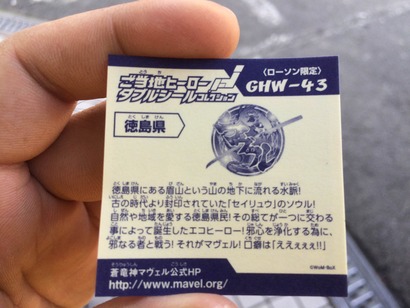 ご当地ヒーロー
ダブルシールコレクション
〈ローソン限定〉
GHW-43
徳島県
徳島県にある眉山という山の地下に流れる水脈!
古の時代より封印されていた「セイリュウ」のソウル!
自然や地域を愛する徳島県民!その総てが一つに交わる
事によって誕生したエコヒーロー!邪心を浄化する為に、
邪なる者と戦う!それがマヴェル!口癖は「ええぇぇぇ!!」
蒼竜神マヴェル公式HP
http://www.mavel.org/